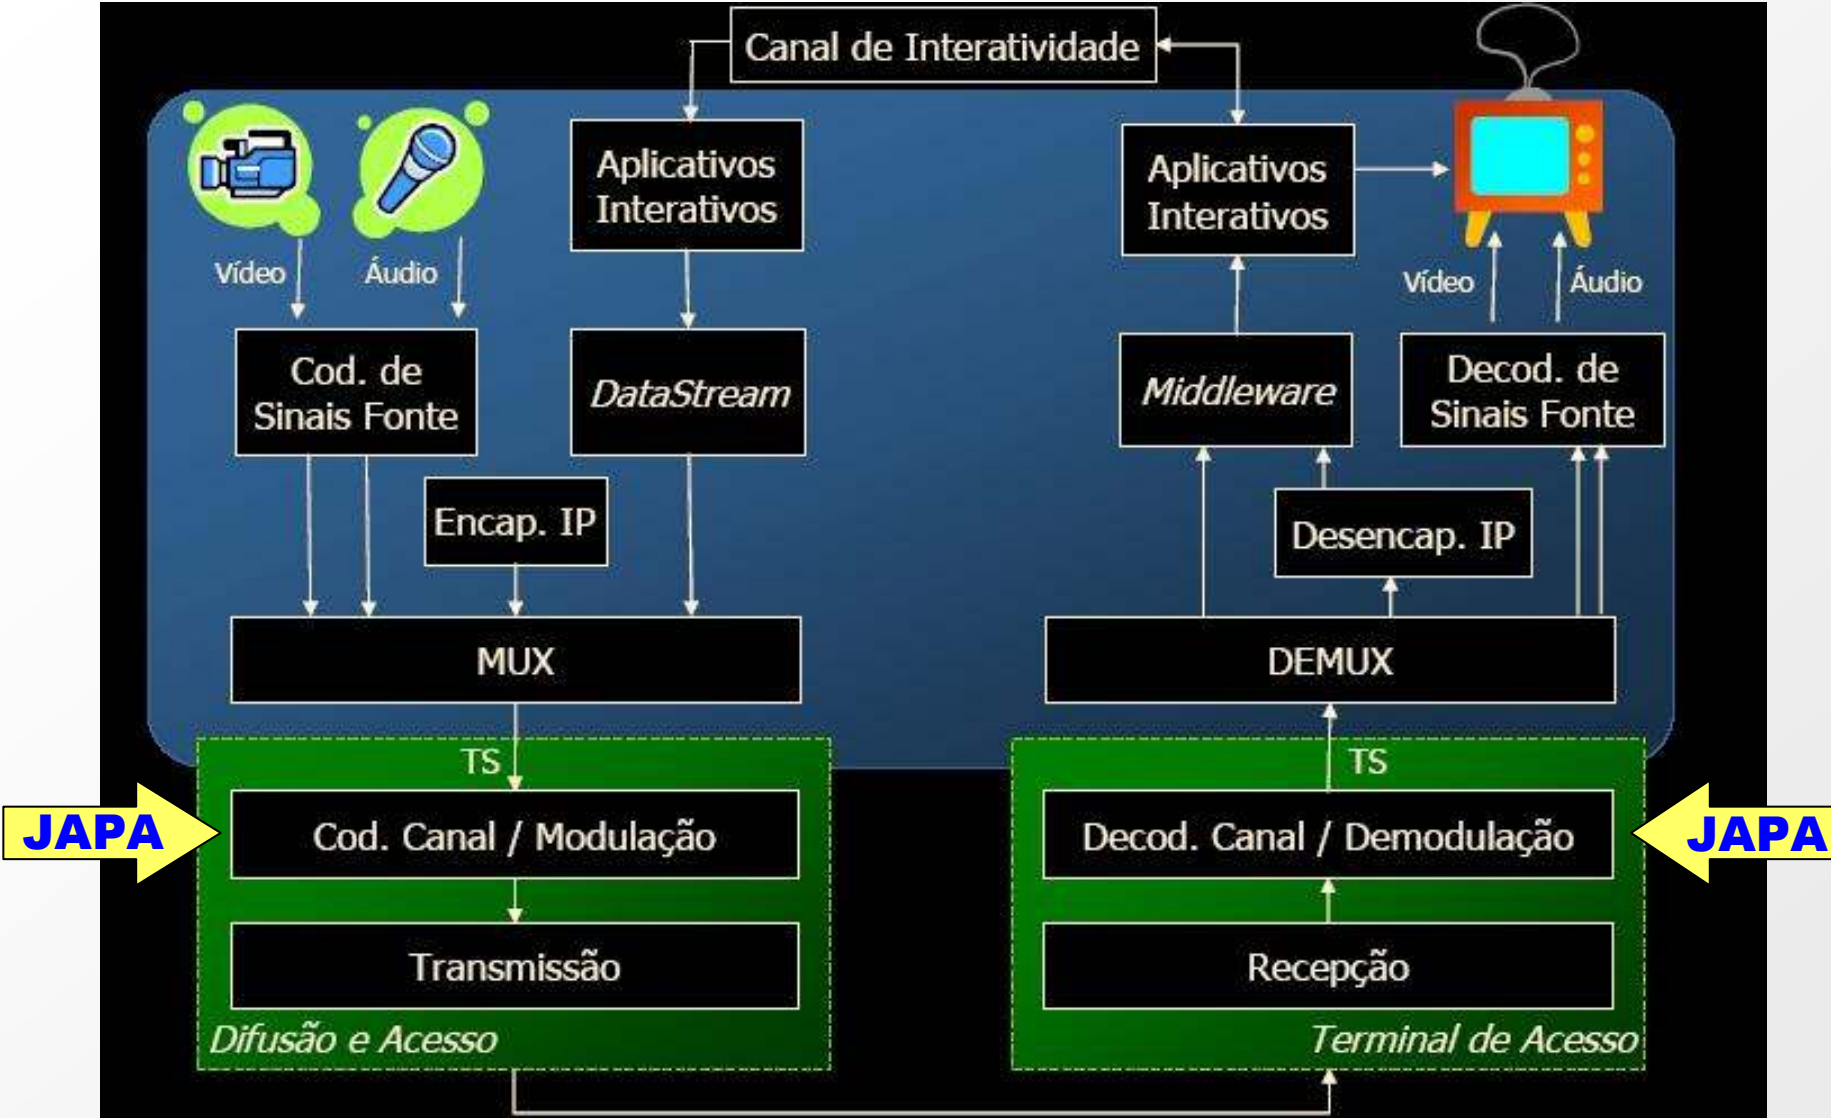 Canal de Interatividade
Aplicativos
Interativos
Aplicativos
Interativos
Vídeo
Áudio
Vídeo
Áudio
Cod. de
Sinais Fonte
DataStream
Middleware
Decod. de
Sinais Fonte
Encap. IP
Desencap. IP
MUX
DEMUX
TS
TS
JAPA
Cod. Canal / Modulação
Decod. Canal / Demodulação
JAPA
Transmissão
Recepção
Difusão e Acesso
Terminal de Acesso